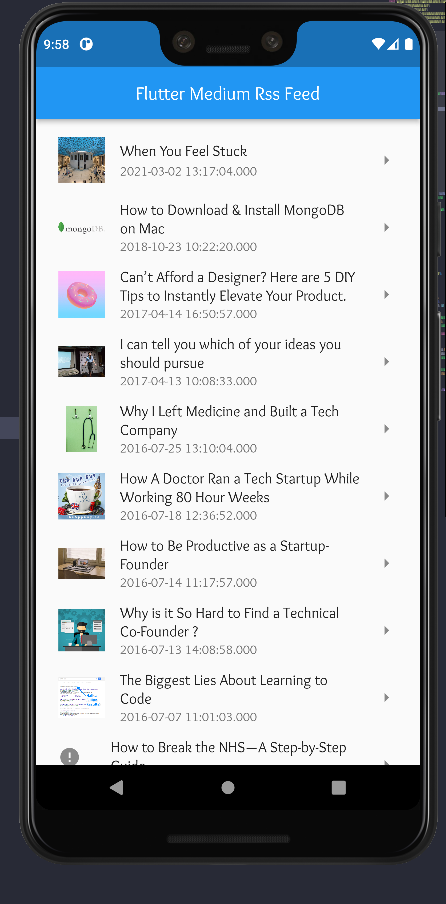 9:58
Flutter Medium Rss Feed
When You Feel Stuck
2021-03-02 13:17:04.000
How to Download & Install MongoDB
on Mac
mongoDB
2018-10-23 10:22:20.000
Can't Afford a Designer? Here are 5 DIY
Tips to Instantly Elevate Your Product.
2017-04-14 16:50:57.000
I can tell you which of your ideas you
should pursue
2017-04-13 10:08:33.000
Why I Left Medicine and Built a Tech
Company
2016-07-25 13:10:04.000
How A Doctor Ran a Tech Startup While
Working 80 Hour Weeks
2016-07-18 12:36:52.000
How to Be Productive as a Startup-
Founder
2016-07-14 11:17:57.000
Why is it So Hard to Find a Technical
Co-Founder ?
2016-07-13 14:08:58.000
The Biggest Lies About Learning to
Code
2016-07-07 11:01:03.000
How to Break the NHS—A Step-by-Step
Guide